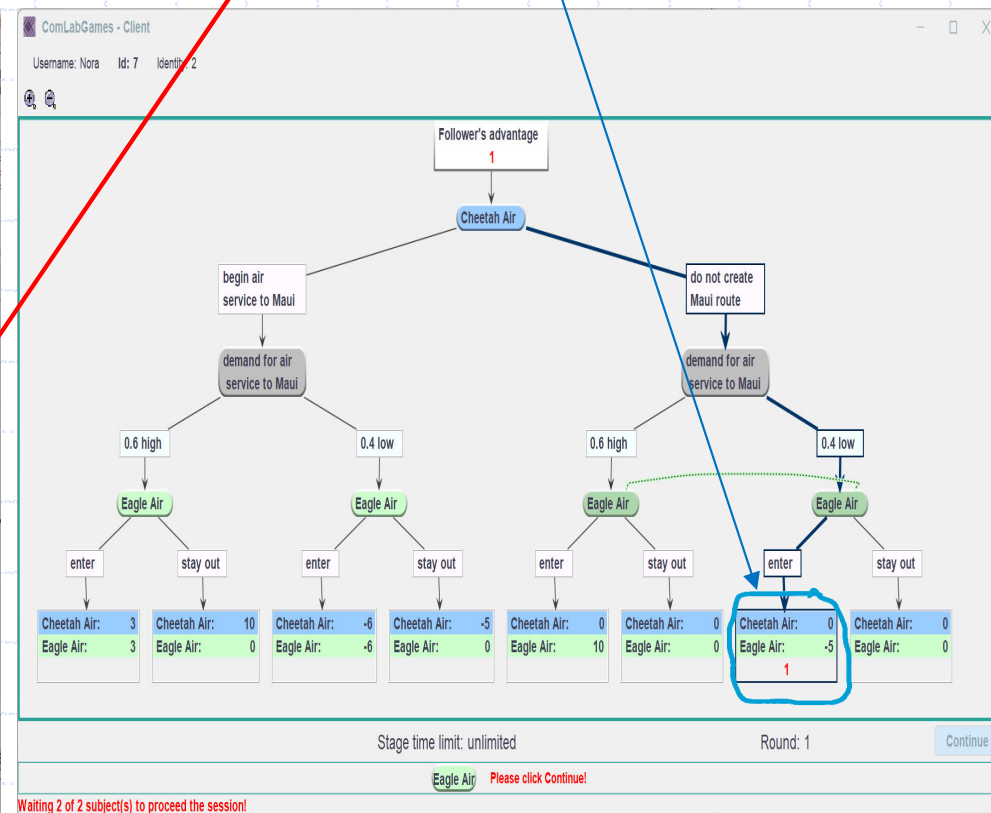 ComLabGames - Client
Username: Nora Id: 7 Identity: 2
Follower's advantage
1
Cheetah Air
begin air
service to Maui
do not create
Maui route
demand for air
service to Maui
demand for air
service to Maui
0.6 high
0.4 low
0.6 high
0.4 low
Eagle Air
Eagle Air
Eagle Air
Eagle Air
enter
stay out
enter
stay out
enter
stay out
enter
stay out
Cheetah Air: 3
Eagle Air: 3
Cheetah Air: 10
Eagle Air: 0
Cheetah Air: -6
Eagle Air: -6
Cheetah Air: -5
Eagle Air: 0
Cheetah Air: 0
Eagle Air: 10
Cheetah Air: 0
Eagle Air: 0
Cheetah Air: 0
Eagle Air: -5
1
Cheetah Air: 0
Eagle Air: 0
Stage time limit: unlimited
Round: 1
Continue
Eagle Air Please click Continue!
Waiting 2 of 2 subject(s) to proceed the session!